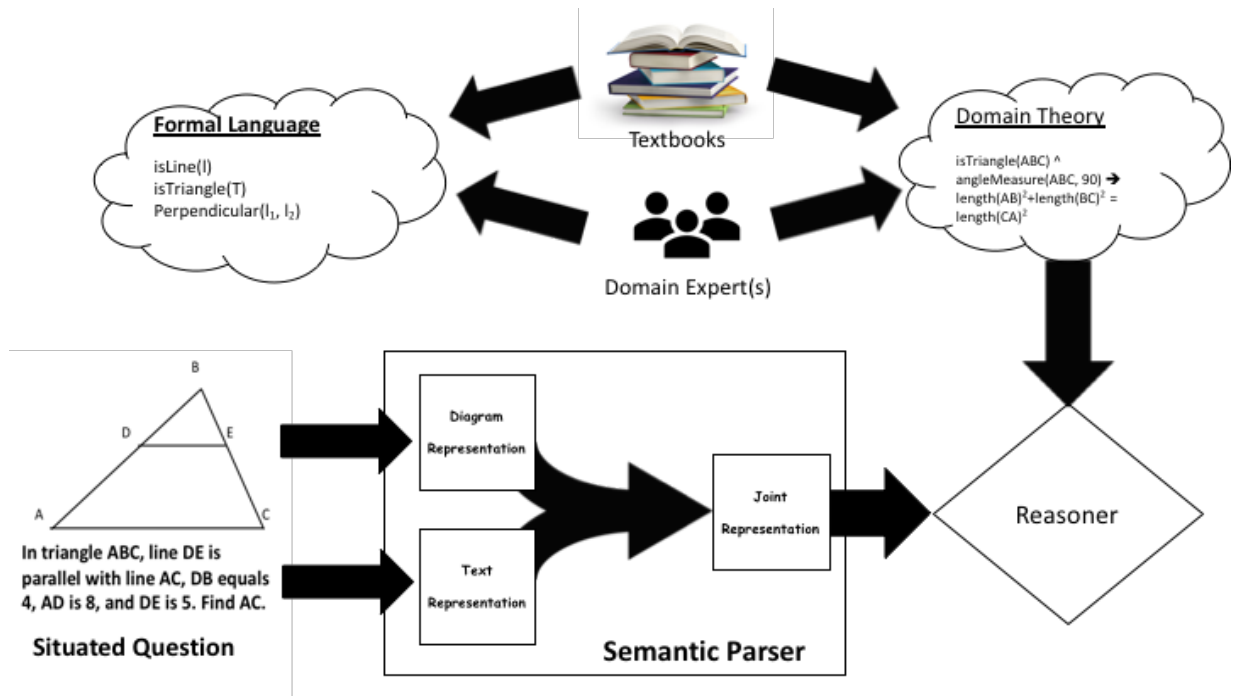 Textbooks
Formal Language
isLine(l)
isTriangle(T)
Perpendicular(l₁, l₂)
Domain Theory
isTriangle(ABC) ^
angleMeasure(ABC, 90) ➔
length(AB)²+length(BC)² =
length(CA)²
Domain Expert(s)
B
D
E
A
C
In triangle ABC, line DE is
parallel with line AC, DB equals
4, AD is 8, and DE is 5. Find AC.
Situated Question
Diagram
Representation
Text
Representation
Joint
Representation
Semantic Parser
Reasoner